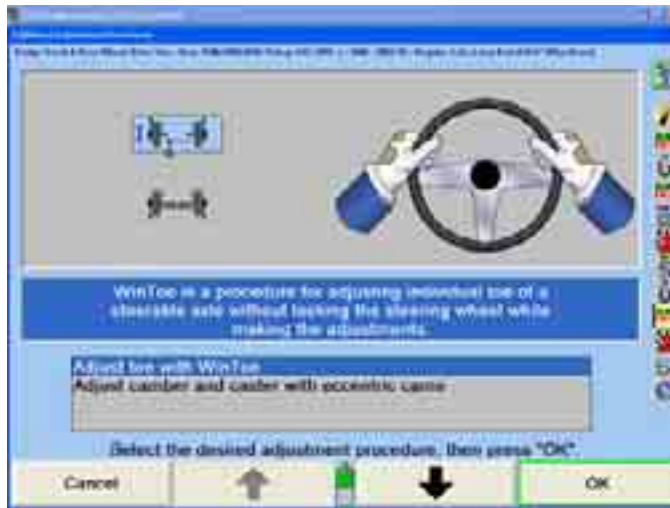 WinToe is a procedure for adjusting individual toe of a
steerable axle without locking the steering wheel while
making the adjustments.
Adjust toe with WinToe
Adjust camber and caster with eccentric cams
Select the desired adjustment procedure, then press "OK".
Cancel
OK